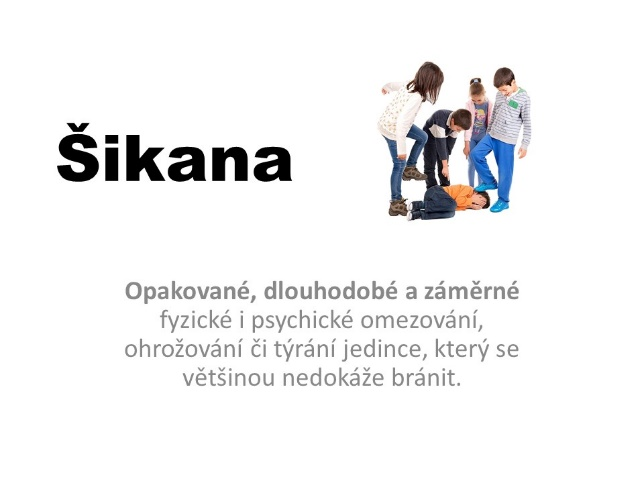 Šikana
Opakované, dlouhodobé a záměrné
fyzické i psychické omezování,
ohrožování či týrání jedince, který se
většinou nedokáže bránit.